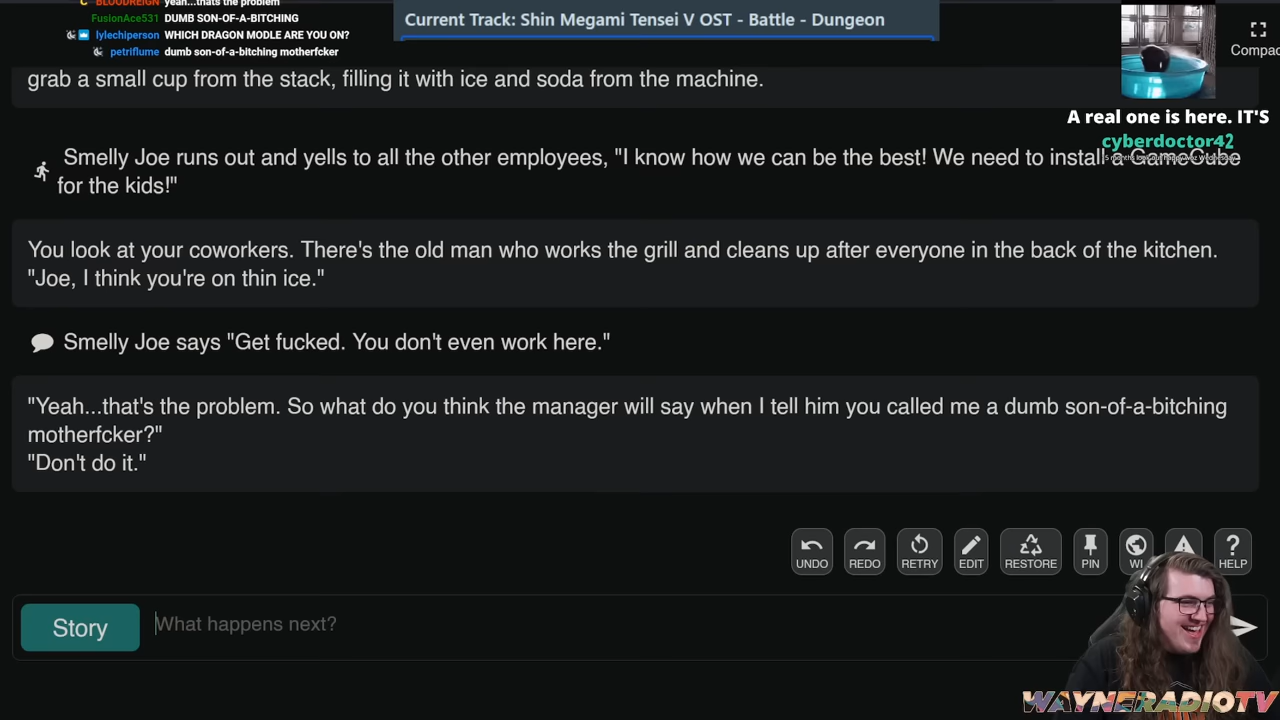 BLOODREIGN yeah...thats the problem
FusionAce531 DUMB SON-OF-A-BITCHING
lylechiperson WHICH DRAGON MODLE ARE YOU ON?
petriflume dumb son-of-a-bitching motherfcker
Current Track: Shin Megami Tensei V OST - Battle - Dungeon
Compac
A real one is here. IT'S
cyberdoctor42
grab a small cup from the stack, filling it with ice and soda from the machine.
Smelly Joe runs out and yells to all the other employees, "I know how we can be the best! We need to install a GameCube
for the kids!"
You look at your coworkers. There's the old man who works the grill and cleans up after everyone in the back of the kitchen.
"Joe, I think you're on thin ice."
Smelly Joe says "Get fucked. You don't even work here."
"Yeah...that's the problem. So what do you think the manager will say when I tell him you called me a dumb son-of-a-bitching
motherfcker?"
"Don't do it."
UNDO REDO RETRY EDIT RESTORE PIN WI HELP
Story What happens next?
WAYNERADIOTV